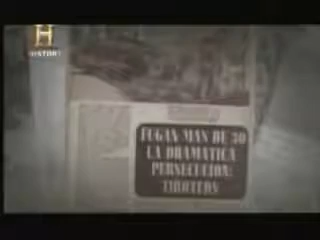 H
HISTORY
FUGAN MAS DE 30
LA DRAMATICA
PERSECUCION:
TIROTEOS